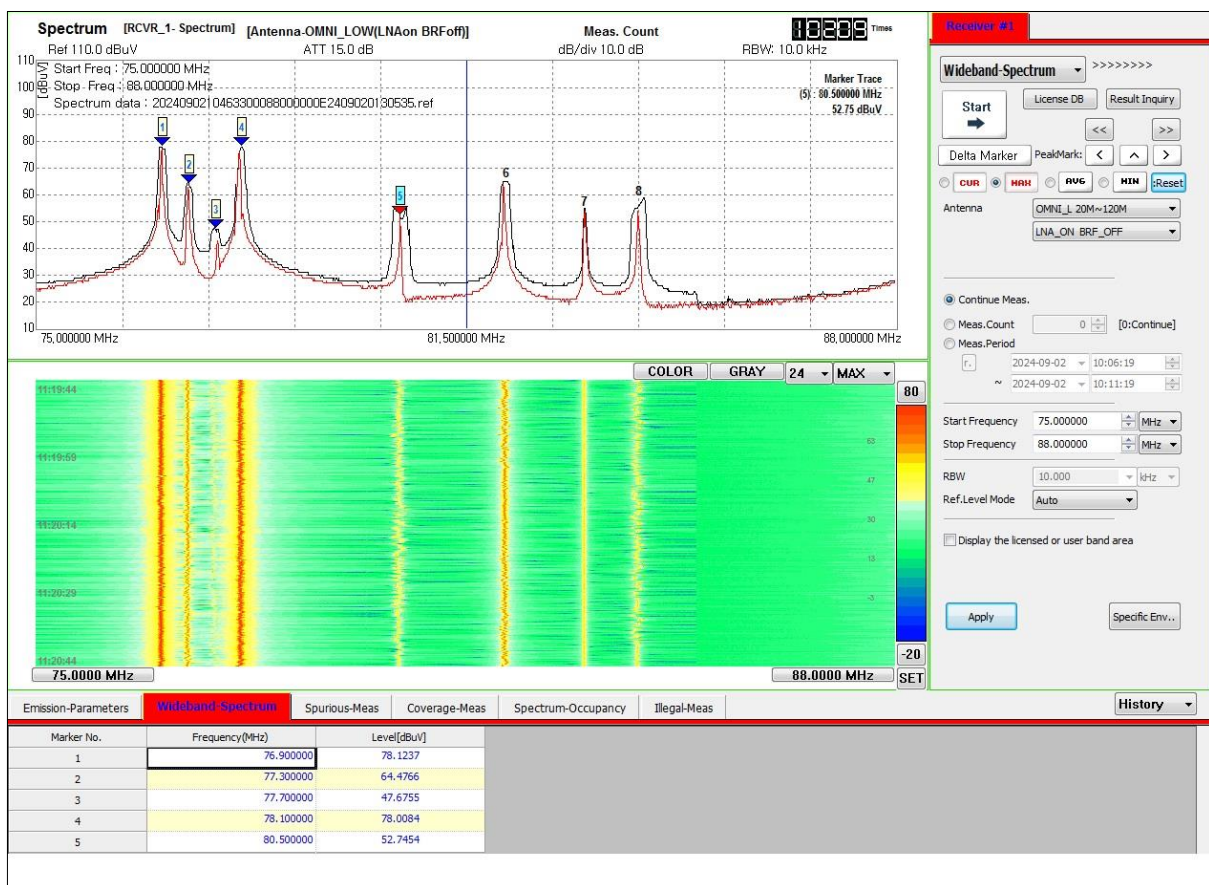 Spectrum [RCVR_1- Spectrum] [Antenna-OMNI_LOW(LNAon BRFoff)] Meas. Count 10209 Times
Ref 110.0 dBuV ATT 15.0 dB dB/div 10.0 dB RBW: 10.0 kHz
[dBuV]
110
100
90
80
70
60
50
40
30
20
10
Start Freq : 75.000000 MHz
Stop Freq : 88.000000 MHz
Spectrum data : 2024090210463300088000000E2409020130535.ref
Marker Trace
(5) : 80.500000 MHz
52.75 dBuV
1
2
3
4
5
6
7
8
75,000000 MHz 81,500000 MHz 88,000000 MHz
COLOR GRAY 24 MAX
11:19:44
11:19:59
11:20:14
11:20:29
11:20:44
63
47
30
13
-3
80
-20
SET
75.0000 MHz 88.0000 MHz
Receiver #1
Wideband-Spectrum >>>>>>>>
Start License DB Result Inquiry
<< >>
Delta Marker PeakMark: < ^ >
CUR MAX AVG MIN :Reset
Antenna OMNI_L 20M~120M
LNA_ON BRF_OFF
Continue Meas.
Meas.Count 0 [0:Continue]
Meas.Period
r. 2024-09-02 10:06:19
~ 2024-09-02 10:11:19
Start Frequency 75.000000 MHz
Stop Frequency 88.000000 MHz
RBW 10.000 kHz
Ref.Level Mode Auto
Display the licensed or user band area
Apply Specific Env..
Emission-Parameters Wideband-Spectrum Spurious-Meas Coverage-Meas Spectrum-Occupancy Illegal-Meas History
Marker No. Frequency(MHz) Level[dBuV]
1 76.900000 78.1237
2 77.300000 64.4766
3 77.700000 47.6755
4 78.100000 78.0084
5 80.500000 52.7454